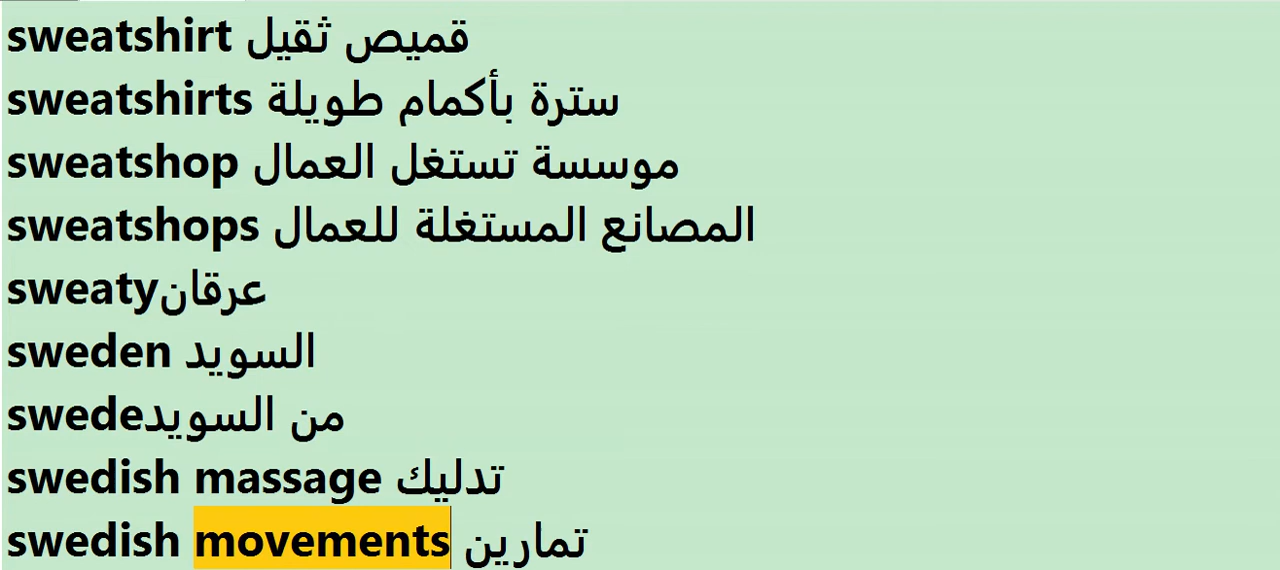 sweatshirt قميص ثقيل
sweatshirts سترة بأكمام طويلة
sweatshop موسسة تستغل العمال
sweatshops المصانع المستغلة للعمال
sweatyعرقان
sweden السويد
swedeمن السويد
swedish massage تدليك
swedish movements تمارين